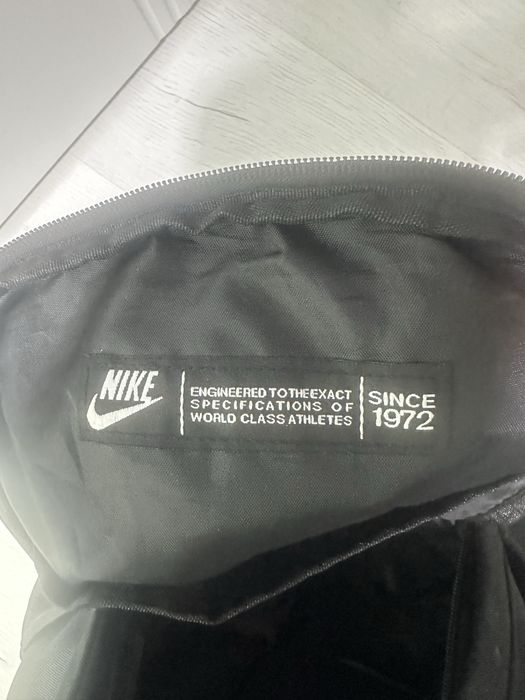 NIKE
ENGINEERED TO THE EXACT
SPECIFICATIONS OF
WORLD CLASS ATHLETES
SINCE
1972